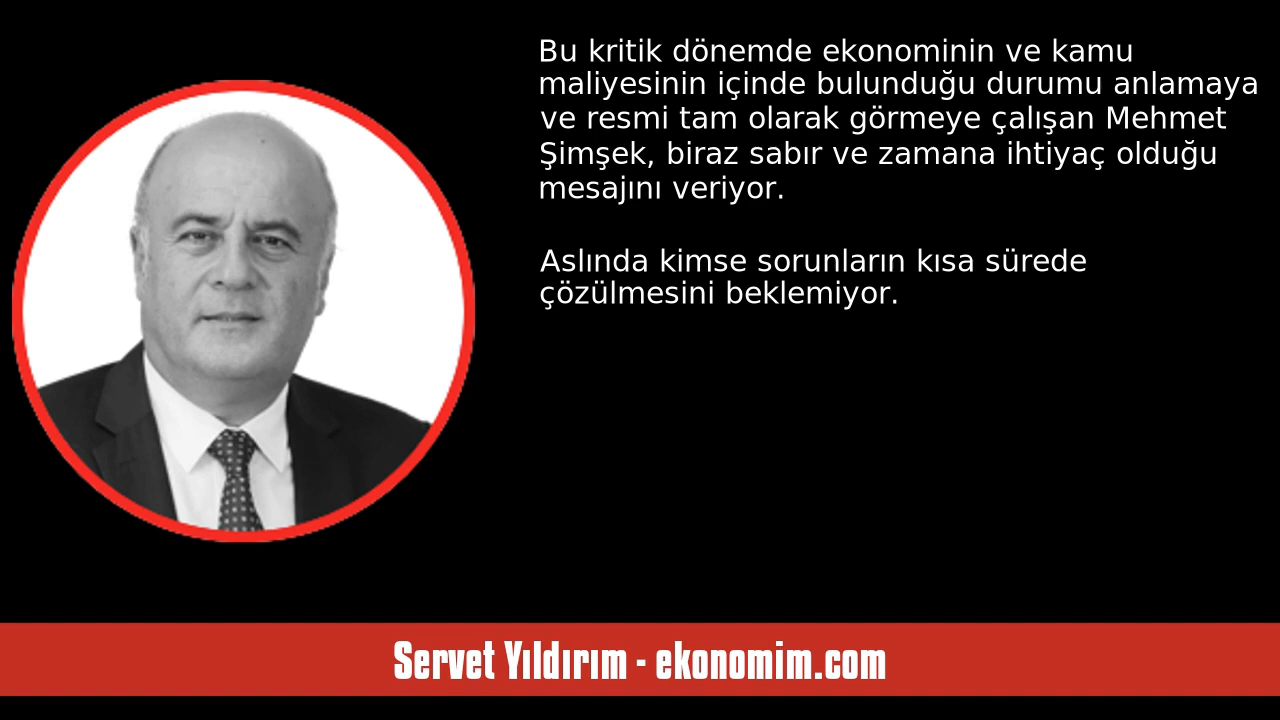 Bu kritik dönemde ekonominin ve kamu
maliyesinin içinde bulunduğu durumu anlamaya
ve resmi tam olarak görmeye çalışan Mehmet
Şimşek, biraz sabır ve zamana ihtiyaç olduğu
mesajını veriyor.
Aslında kimse sorunların kısa sürede
çözülmesini beklemiyor.
Servet Yıldırım - ekonomim.com